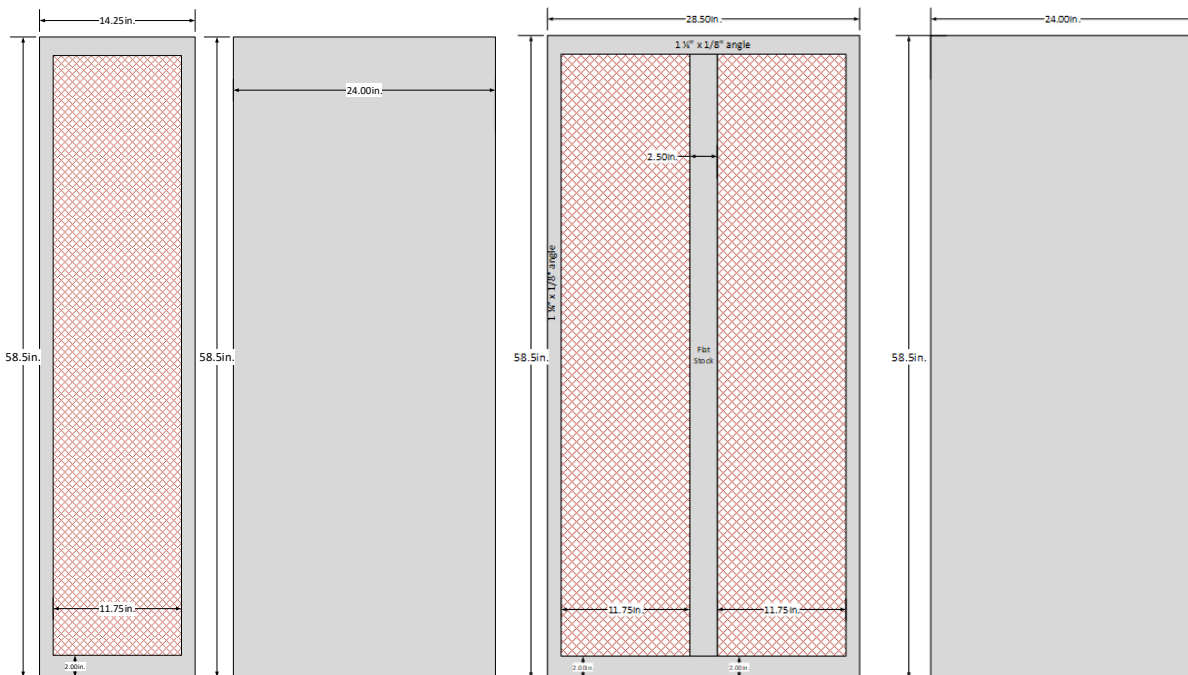 14.25in.
28.50in.
24.00in.
1 ¼" x 1/8" angle
24.00in.
2.50in.
1 ¼" x 1/8" angle
58.5in.
58.5in.
58.5in.
Flat
Stock
58.5in.
11.75in.
11.75in.
11.75in.
2.00in.
2.00in.
2.00in.